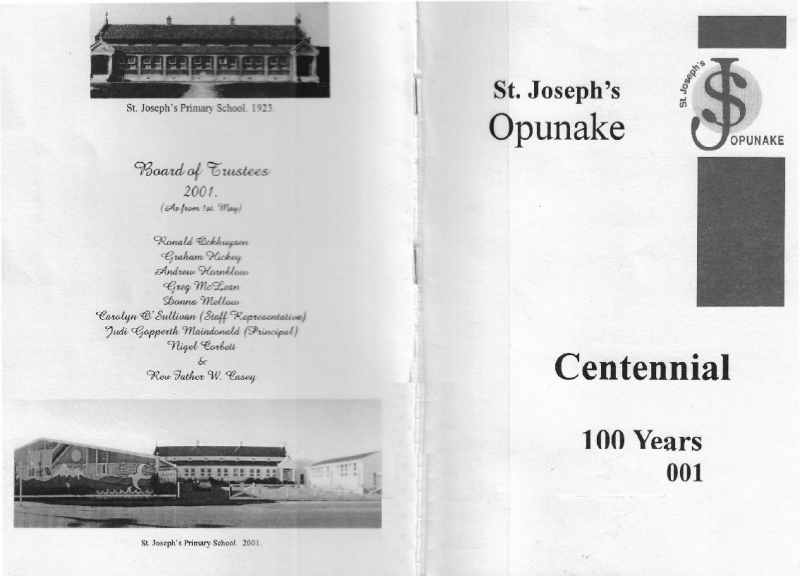 St. Joseph's Primary School. 1923.
Board of Trustees
2001.
(As from 1st. May)
Ronald Eckhuysen
Graham Hickey
Andrew Hornblow
Greg McLean
Donna Mellow
Carolyn O'Sullivan (Staff Representative)
Judi Gopperth Maindonald (Principal)
Nigel Corbett
&
Rev Father W. Casey
St. Joseph's Primary School. 2001.
St. Joseph's
Opunake
St. Joseph's
JS
OPUNAKE
Centennial
100 Years
001